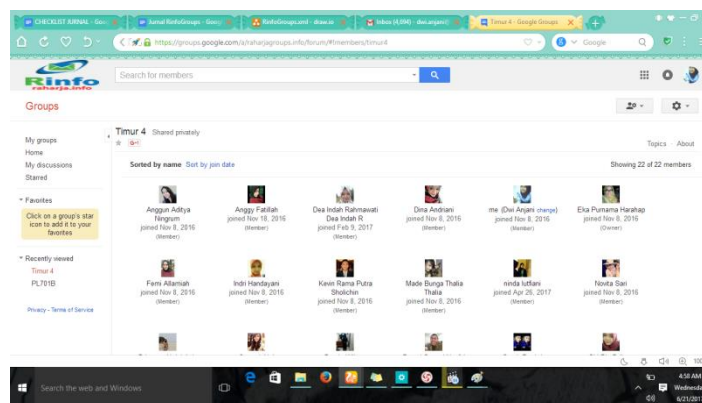 CHECKLIST JURNAL - Goo
Jurnal RinfoGroups - Goog
RinfoGroups.xml - draw.io
Inbox (4,094) - dwi.anjani@
Timur 4 - Google Groups
https://groups.google.com/a/raharjagroups.info/forum/#!members/timur4
Google
Rinfo
raharja.info
Search for members
Groups
My groups
Home
My discussions
Starred
Favorites
Click on a group's star
icon to add it to your
favorites
Recently viewed
Timur 4
PL701B
Privacy - Terms of Service
Timur 4 Shared privately
Topics About
Sorted by name Sort by join date
Showing 22 of 22 members
Anggun Aditya
Ningrum
joined Nov 8, 2016
(Member)
Anggy Fatillah
joined Nov 18, 2016
(Member)
Dea Indah Rahmawati
Dea Indah R
joined Feb 9, 2017
(Member)
Dina Andriani
joined Nov 8, 2016
(Member)
me (Dwi Anjani change)
joined Nov 8, 2016
(Member)
Eka Purnama Harahap
joined Nov 8, 2016
(Owner)
Femi Allamiah
joined Nov 8, 2016
(Member)
Indri Handayani
joined Nov 8, 2016
(Member)
Kevin Rama Putra
Sholichin
joined Nov 8, 2016
(Member)
Made Bunga Thalia
Thalia
joined Nov 8, 2016
(Member)
ninda lutfiani
joined Apr 26, 2017
(Member)
Novita Sari
joined Nov 8, 2016
(Member)
100
Search the web and Windows
4:58 AM
Wednesda
6/21/201